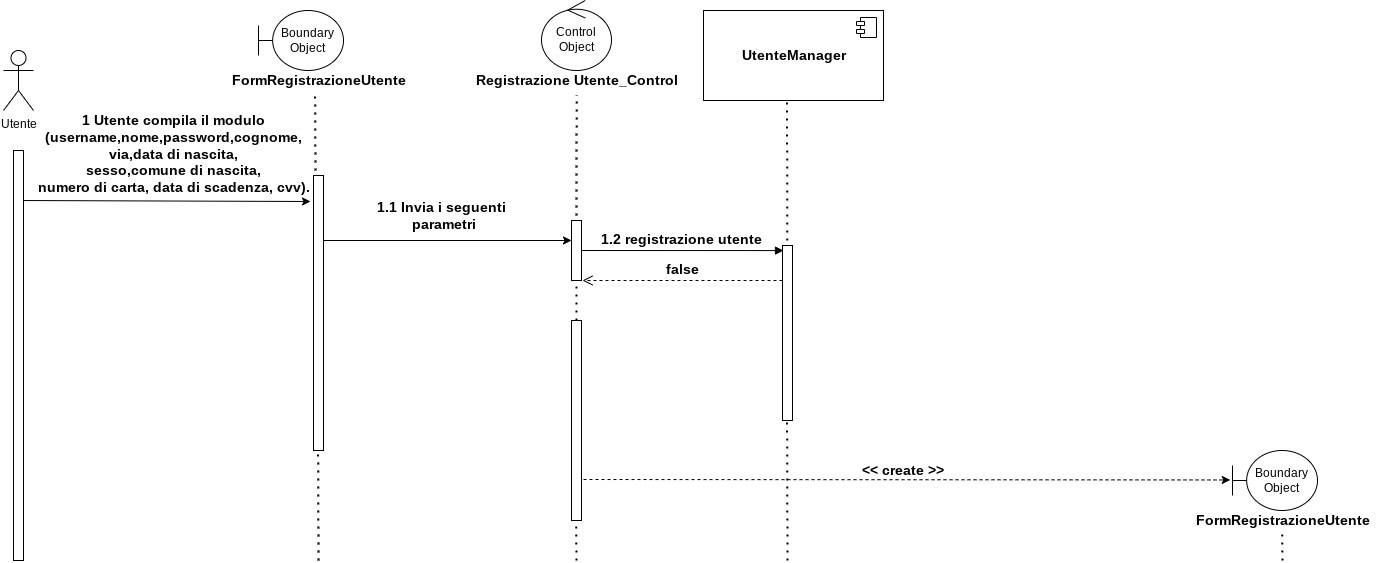 Boundary
Object
FormRegistrazioneUtente
Control
Object
Registrazione Utente_Control
UtenteManager
Utente
1 Utente compila il modulo
(username,nome,password,cognome,
via,data di nascita,
sesso,comune di nascita,
numero di carta, data di scadenza, cvv).
1.1 Invia i seguenti
parametri
1.2 registrazione utente
false
<< create >>
Boundary
Object
FormRegistrazioneUtente